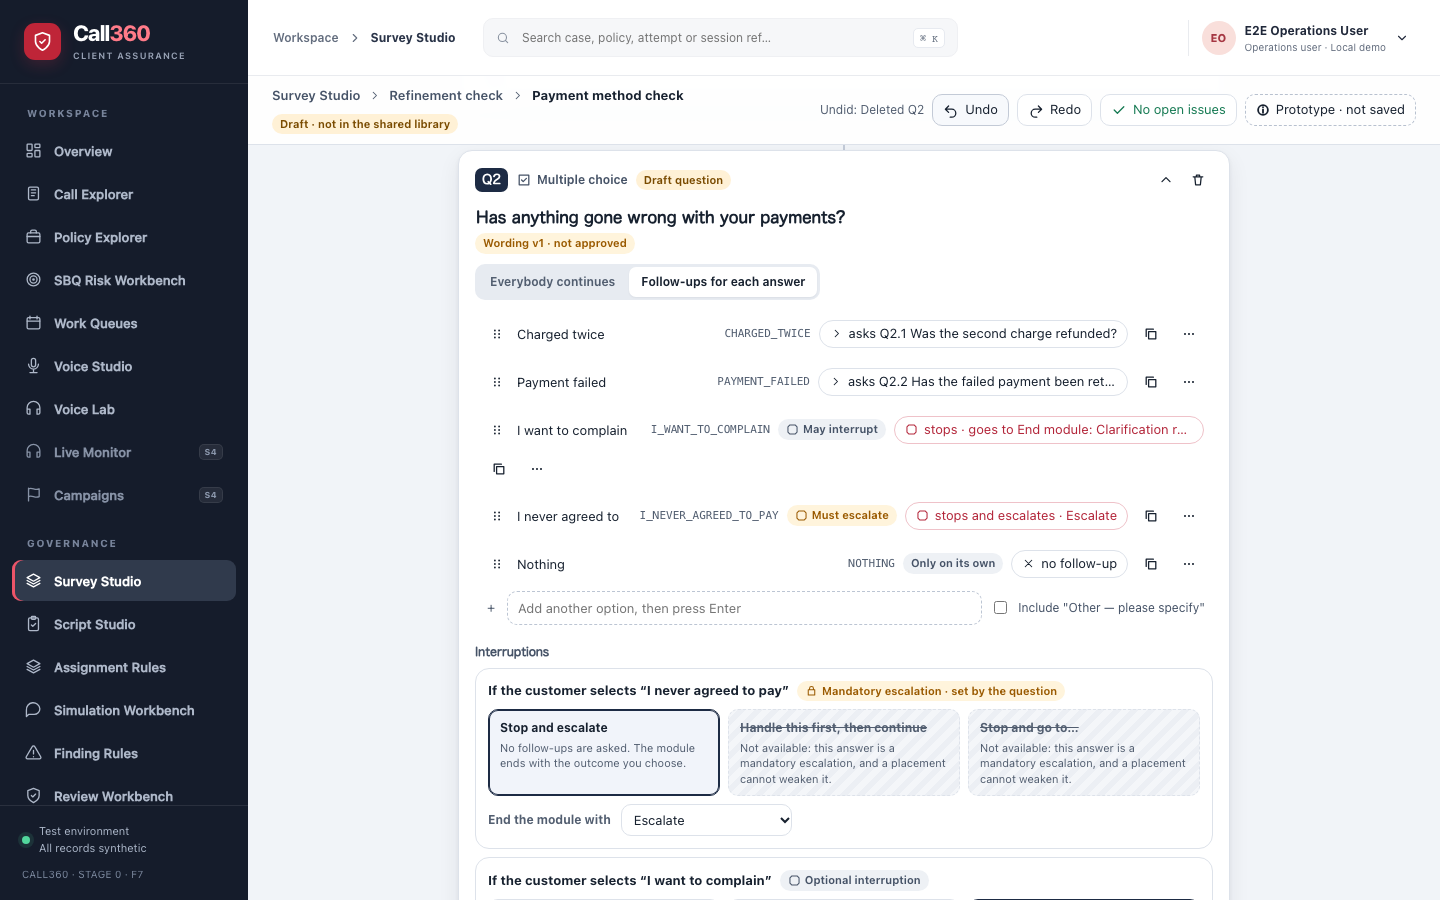 Call360
CLIENT ASSURANCE
WORKSPACE
Overview
Call Explorer
Policy Explorer
SBQ Risk Workbench
Work Queues
Voice Studio
Voice Lab
Live Monitor S4
Campaigns S4
GOVERNANCE
Survey Studio
Script Studio
Assignment Rules
Simulation Workbench
Finding Rules
Review Workbench
Test environment
All records synthetic
CALL360 · STAGE 0 · F7
Workspace > Survey Studio
Search case, policy, attempt or session ref...
⌘ K
EO
E2E Operations User
Operations user · Local demo
Survey Studio > Refinement check > Payment method check
Draft · not in the shared library
Undid: Deleted Q2
Undo
Redo
No open issues
Prototype · not saved
Q2 Multiple choice Draft question
Has anything gone wrong with your payments?
Wording v1 · not approved
Everybody continues Follow-ups for each answer
Charged twice CHARGED_TWICE asks Q2.1 Was the second charge refunded?
Payment failed PAYMENT_FAILED asks Q2.2 Has the failed payment been ret...
I want to complain I_WANT_TO_COMPLAIN May interrupt stops · goes to End module: Clarification r...
I never agreed to I_NEVER_AGREED_TO_PAY Must escalate stops and escalates · Escalate
Nothing NOTHING Only on its own no follow-up
+ Add another option, then press Enter Include "Other — please specify"
Interruptions
If the customer selects “I never agreed to pay” Mandatory escalation · set by the question
Stop and escalate
No follow-ups are asked. The module
ends with the outcome you choose.
Handle this first, then continue
Not available: this answer is a
mandatory escalation, and a placement
cannot weaken it.
Stop and go to...
Not available: this answer is a
mandatory escalation, and a placement
cannot weaken it.
End the module with Escalate
If the customer selects “I want to complain” Optional interruption